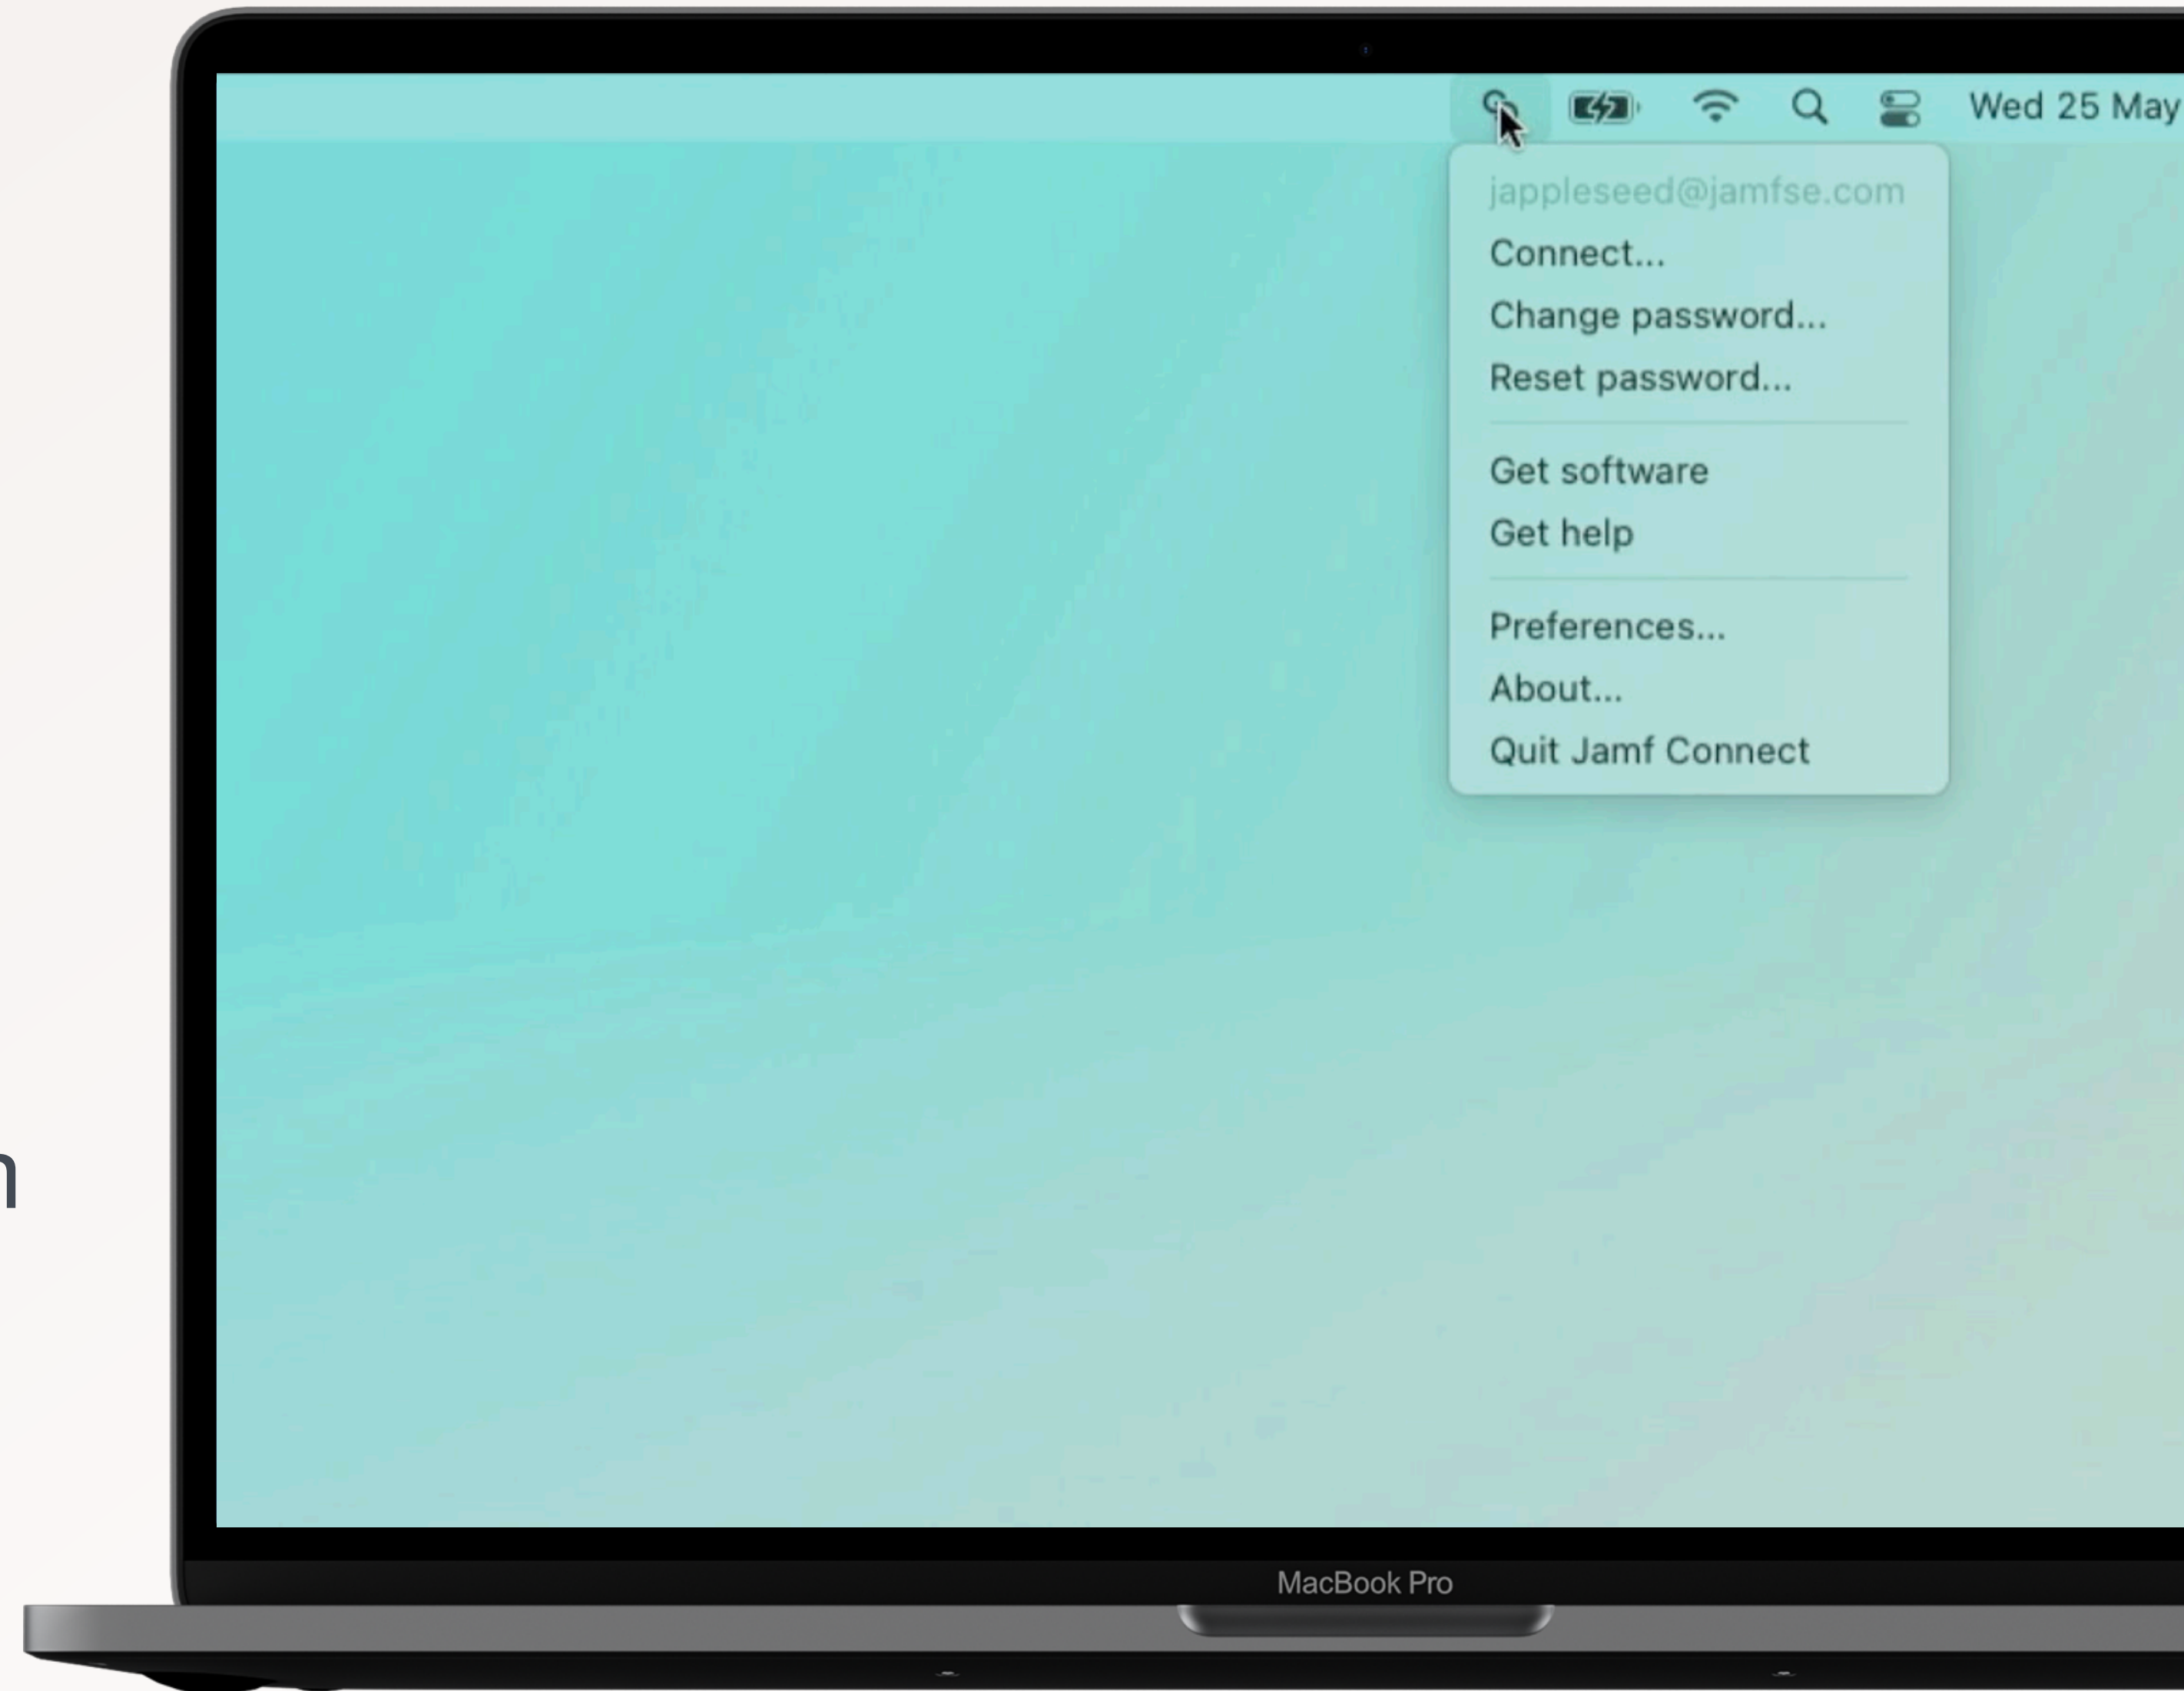 Wed 25 May
jappleseed@jamfse.com
Connect...
Change password...
Reset password...
Get software
Get help
Preferences...
About...
Quit Jamf Connect
n
MacBook Pro